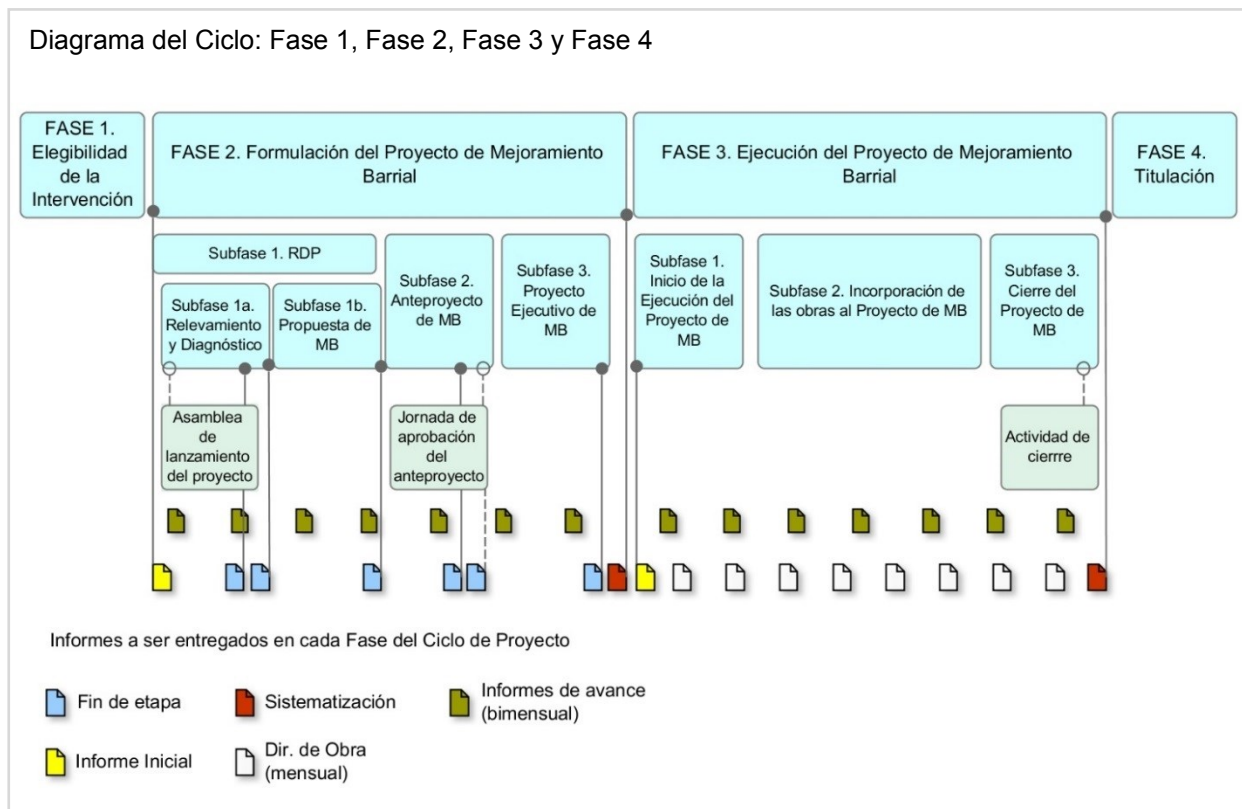 Diagrama del Ciclo: Fase 1, Fase 2, Fase 3 y Fase 4
FASE 1.
Elegibilidad
de la
Intervención
FASE 2. Formulación del Proyecto de Mejoramiento
Barrial
FASE 3. Ejecución del Proyecto de Mejoramiento
Barrial
FASE 4.
Titulación
Subfase 1. RDP
Subfase 1a.
Relevamiento
y Diagnóstico
Subfase 1b.
Propuesta de
MB
Subfase 2.
Anteproyecto
de MB
Subfase 3.
Proyecto
Ejecutivo de
MB
Subfase 1.
Inicio de la
Ejecución del
Proyecto de
MB
Subfase 2. Incorporación de
las obras al Proyecto de MB
Subfase 3.
Cierre del
Proyecto de
MB
Asamblea
de
lanzamiento
del proyecto
Jornada de
aprobación
del
anteproyecto
Actividad de
cierrre
Informes a ser entregados en cada Fase del Ciclo de Proyecto
Fin de etapa
Sistematización
Informes de avance
(bimensual)
Informe Inicial
Dir. de Obra
(mensual)